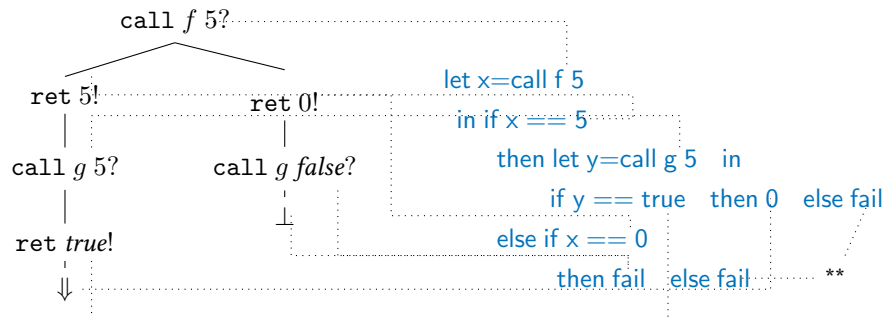 call f 5?
ret 5!
ret 0!
call g 5?
call g false?
⊥
ret true!
⇓
let x=call f 5
in if x == 5
then let y=call g 5 in
if y == true then 0 else fail
else if x == 0
then fail else fail
**